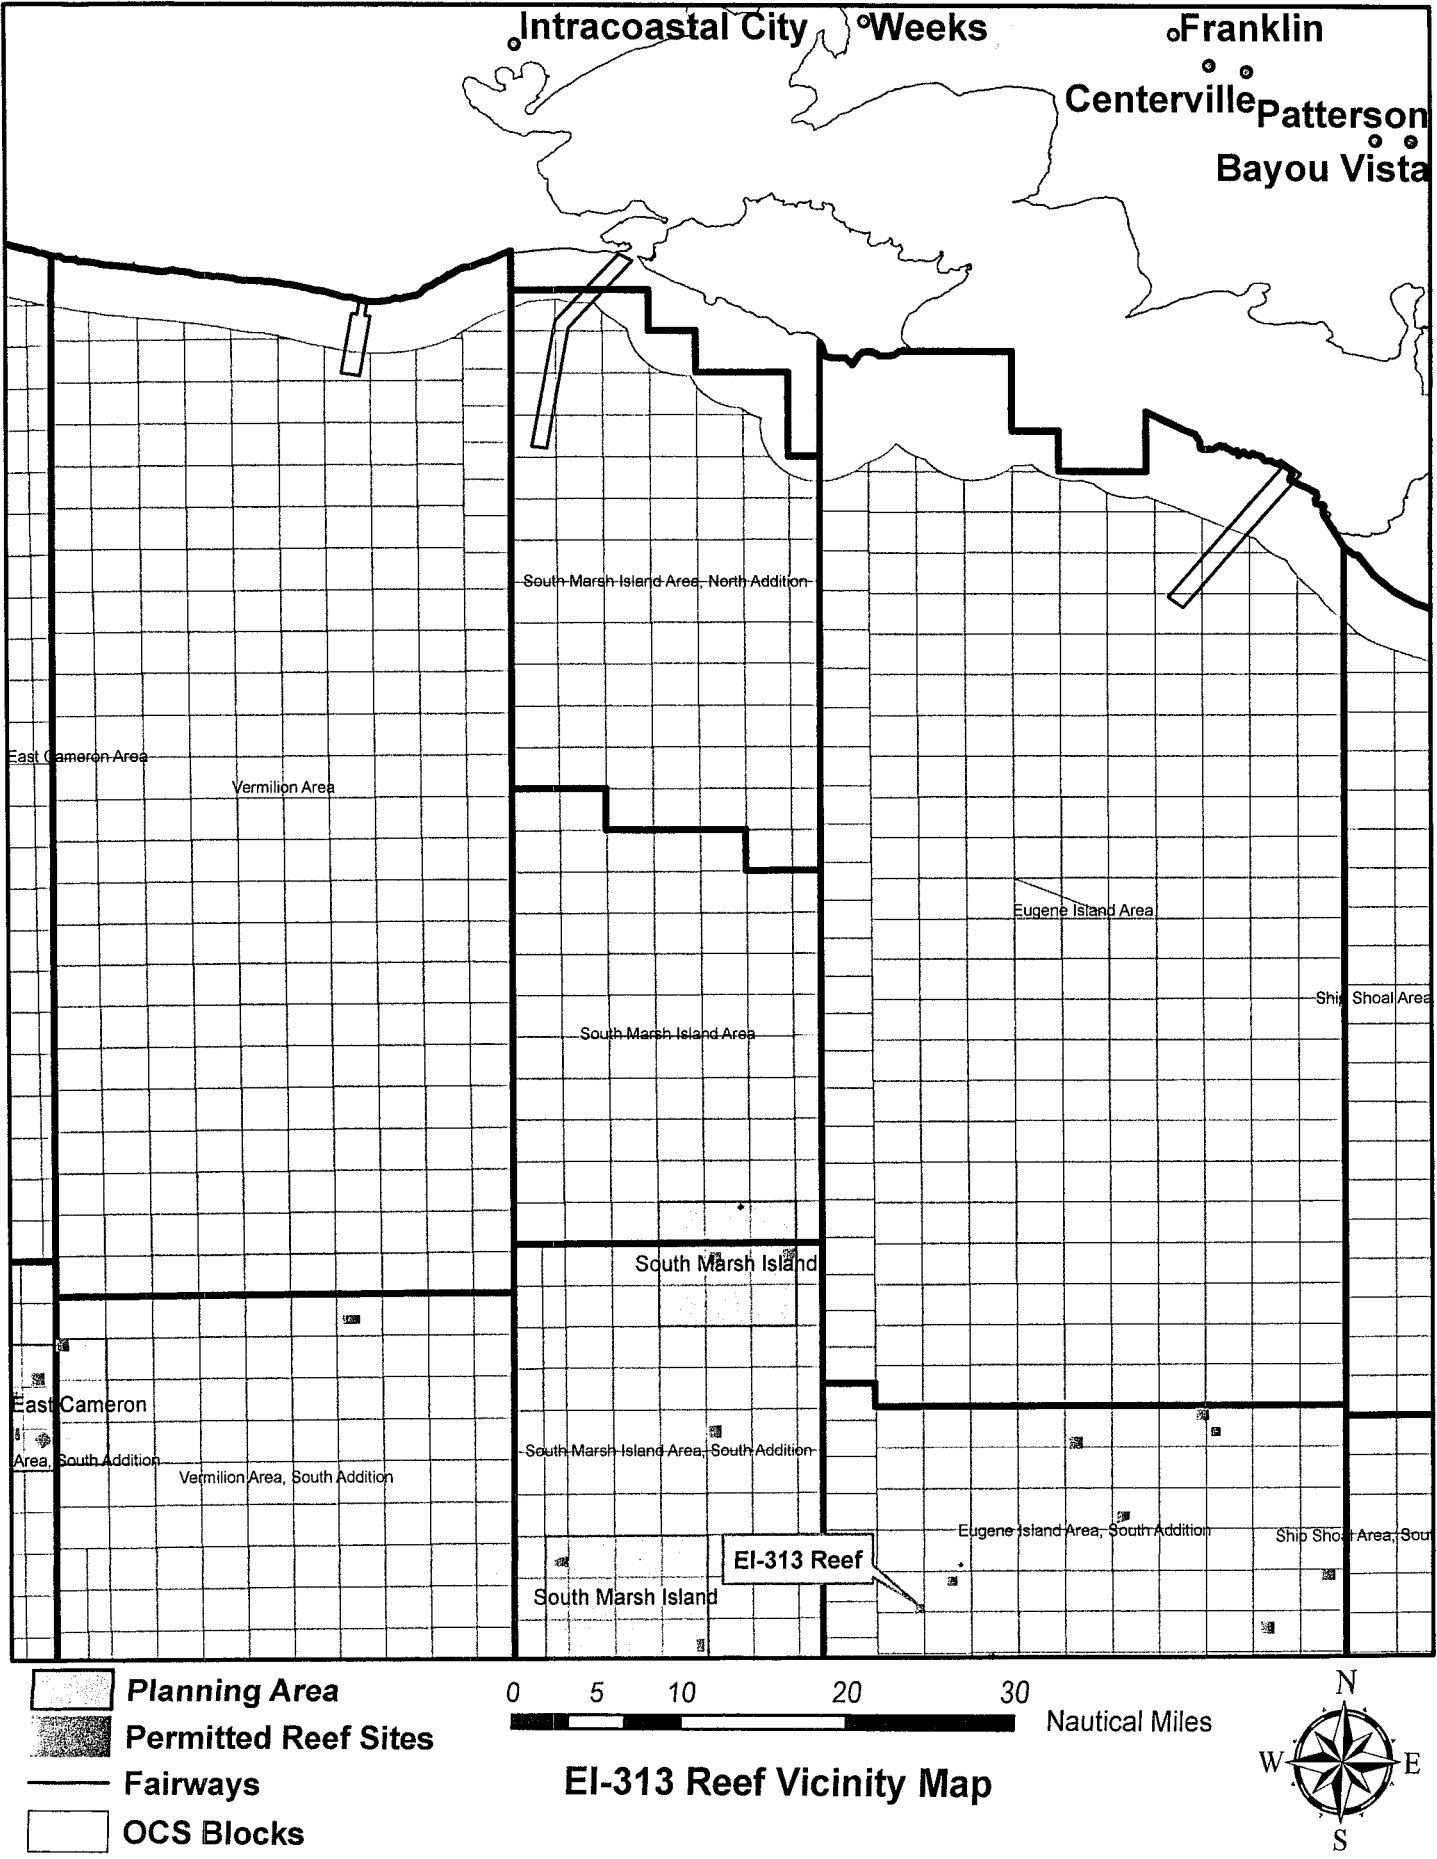 Intracoastal City
Weeks
Franklin
Centerville
Patterson
Bayou Vista
South Marsh Island Area, North Addition
East Cameron Area
Vermilion Area
Eugene Island Area
Ship Shoal Area
South Marsh Island Area
South Marsh Island
East Cameron
Area, South Addition
Vermilion Area, South Addition
South Marsh Island Area, South Addition
Eugene Island Area, South Addition
Ship Shoal Area, Sou
EI-313 Reef
South Marsh Island
Planning Area
Permitted Reef Sites
Fairways
OCS Blocks
0 5 10 20 30
Nautical Miles
EI-313 Reef Vicinity Map
N
W E
S